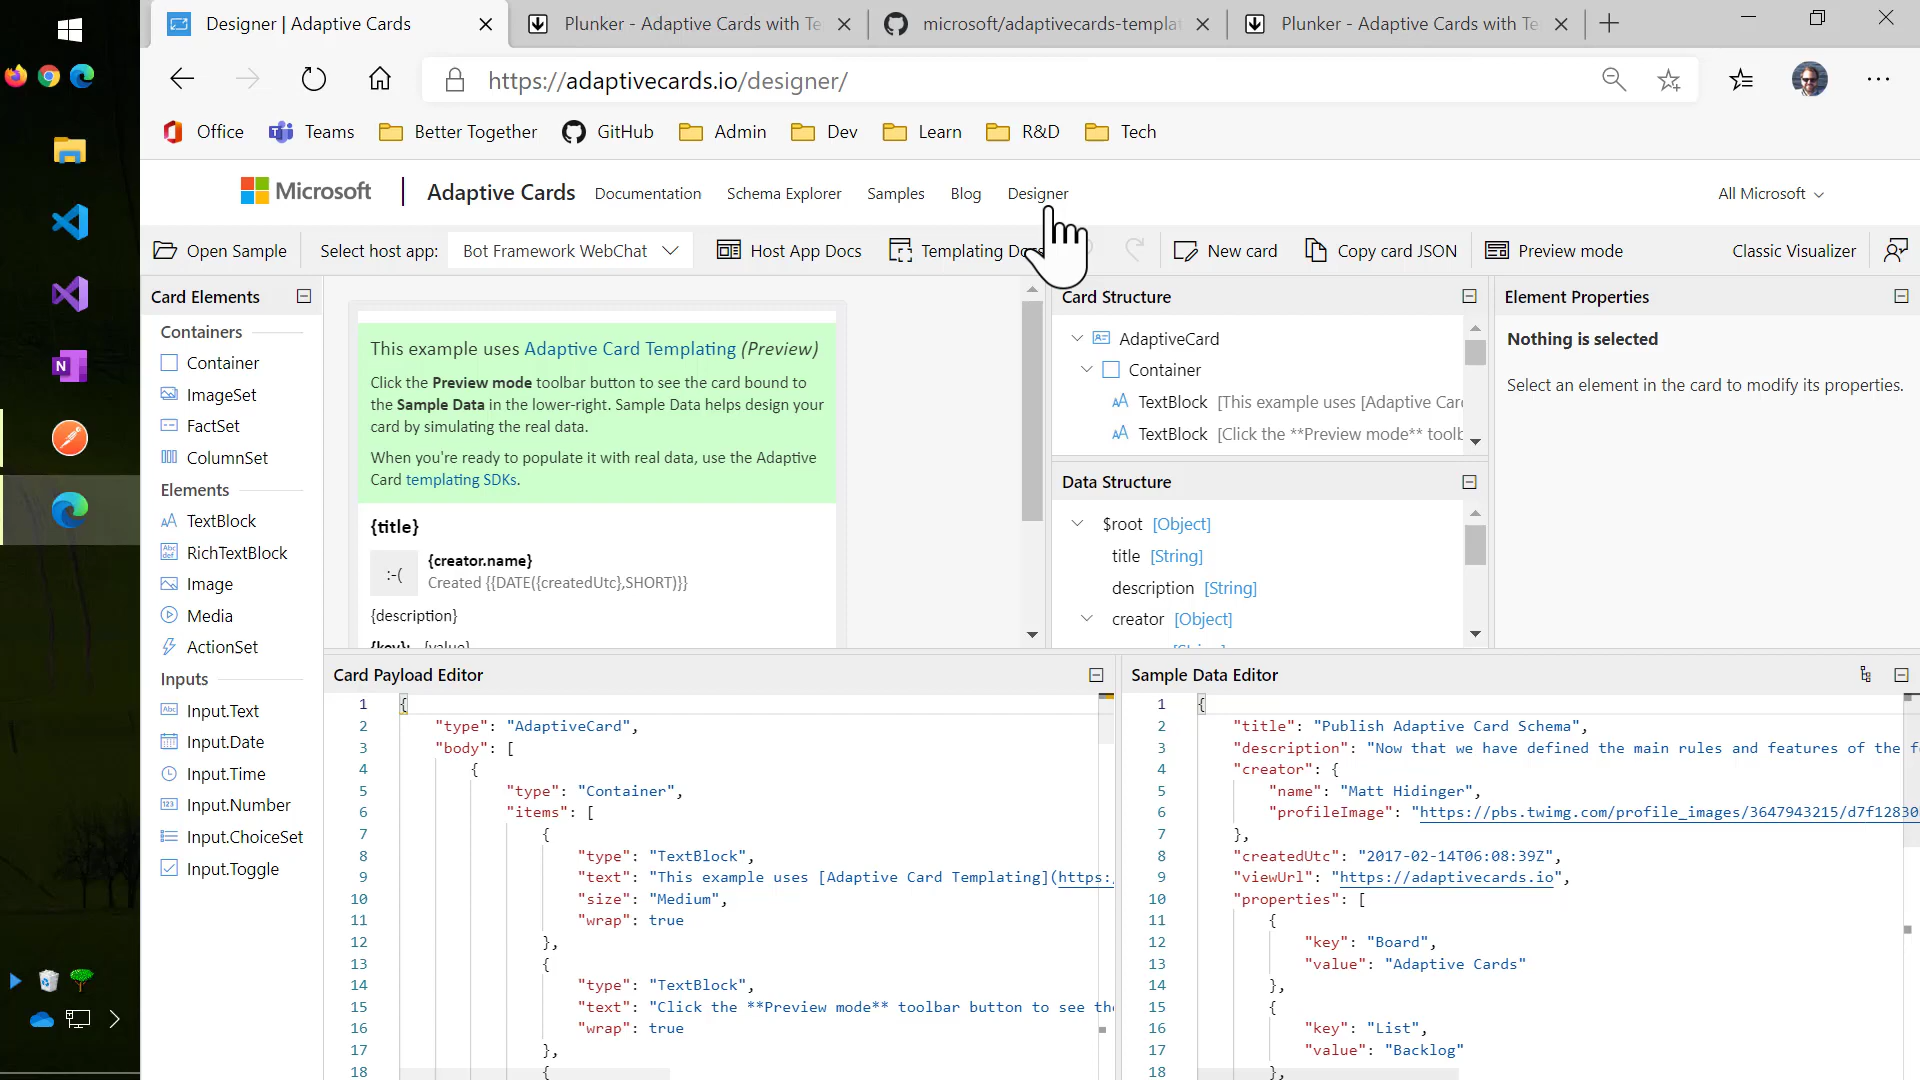 Designer | Adaptive Cards
Plunker - Adaptive Cards with Te
microsoft/adaptivecards-templat
Plunker - Adaptive Cards with Te
https://adaptivecards.io/designer/
Office
Teams
Better Together
GitHub
Admin
Dev
Learn
R&D
Tech
Microsoft
Adaptive Cards
Documentation
Schema Explorer
Samples
Blog
Designer
All Microsoft
Open Sample
Select host app:
Bot Framework WebChat
Host App Docs
Templating Do
New card
Copy card JSON
Preview mode
Classic Visualizer
Card Elements
Containers
Container
ImageSet
FactSet
ColumnSet
Elements
TextBlock
RichTextBlock
Image
Media
ActionSet
Inputs
Input.Text
Input.Date
Input.Time
Input.Number
Input.ChoiceSet
Input.Toggle
This example uses Adaptive Card Templating (Preview)
Click the Preview mode toolbar button to see the card bound to
the Sample Data in the lower-right. Sample Data helps design your
card by simulating the real data.
When you're ready to populate it with real data, use the Adaptive
Card templating SDKs.
{title}
:-(
{creator.name}
Created {{DATE({createdUtc},SHORT)}}
{description}
{key}: {value}
Card Structure
AdaptiveCard
Container
TextBlock [This example uses [Adaptive Car
TextBlock [Click the **Preview mode** toolb
Data Structure
$root [Object]
title [String]
description [String]
creator [Object]
Element Properties
Nothing is selected
Select an element in the card to modify its properties.
Card Payload Editor
1 {
2 "type": "AdaptiveCard",
3 "body": [
4 {
5 "type": "Container",
6 "items": [
7 {
8 "type": "TextBlock",
9 "text": "This example uses [Adaptive Card Templating](https:
10 "size": "Medium",
11 "wrap": true
12 },
13 {
14 "type": "TextBlock",
15 "text": "Click the **Preview mode** toolbar button to see the
16 "wrap": true
17 },
18 {
Sample Data Editor
1 {
2 "title": "Publish Adaptive Card Schema",
3 "description": "Now that we have defined the main rules and features of the f
4 "creator": {
5 "name": "Matt Hidinger",
6 "profileImage": "https://pbs.twimg.com/profile_images/3647943215/d7f12830
7 },
8 "createdUtc": "2017-02-14T06:08:39Z",
9 "viewUrl": "https://adaptivecards.io",
10 "properties": [
11 {
12 "key": "Board",
13 "value": "Adaptive Cards"
14 },
15 {
16 "key": "List",
17 "value": "Backlog"
18 },